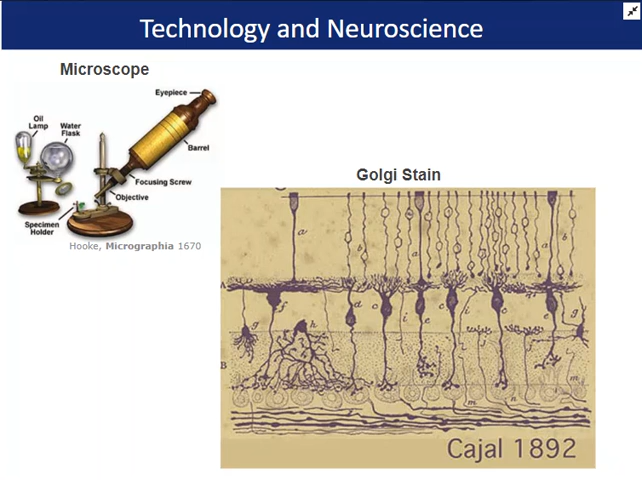 Technology and Neuroscience
Microscope
Eyepiece
Oil
Lamp
Water
Flask
Barrel
Focusing Screw
Objective
Specimen
Holder
Hooke, Micrographia 1670
Golgi Stain
a
b
a
a
b
A
f
d
c
e
c
i
e
e
g
g
h
i
B
m
n
m
Cajal 1892